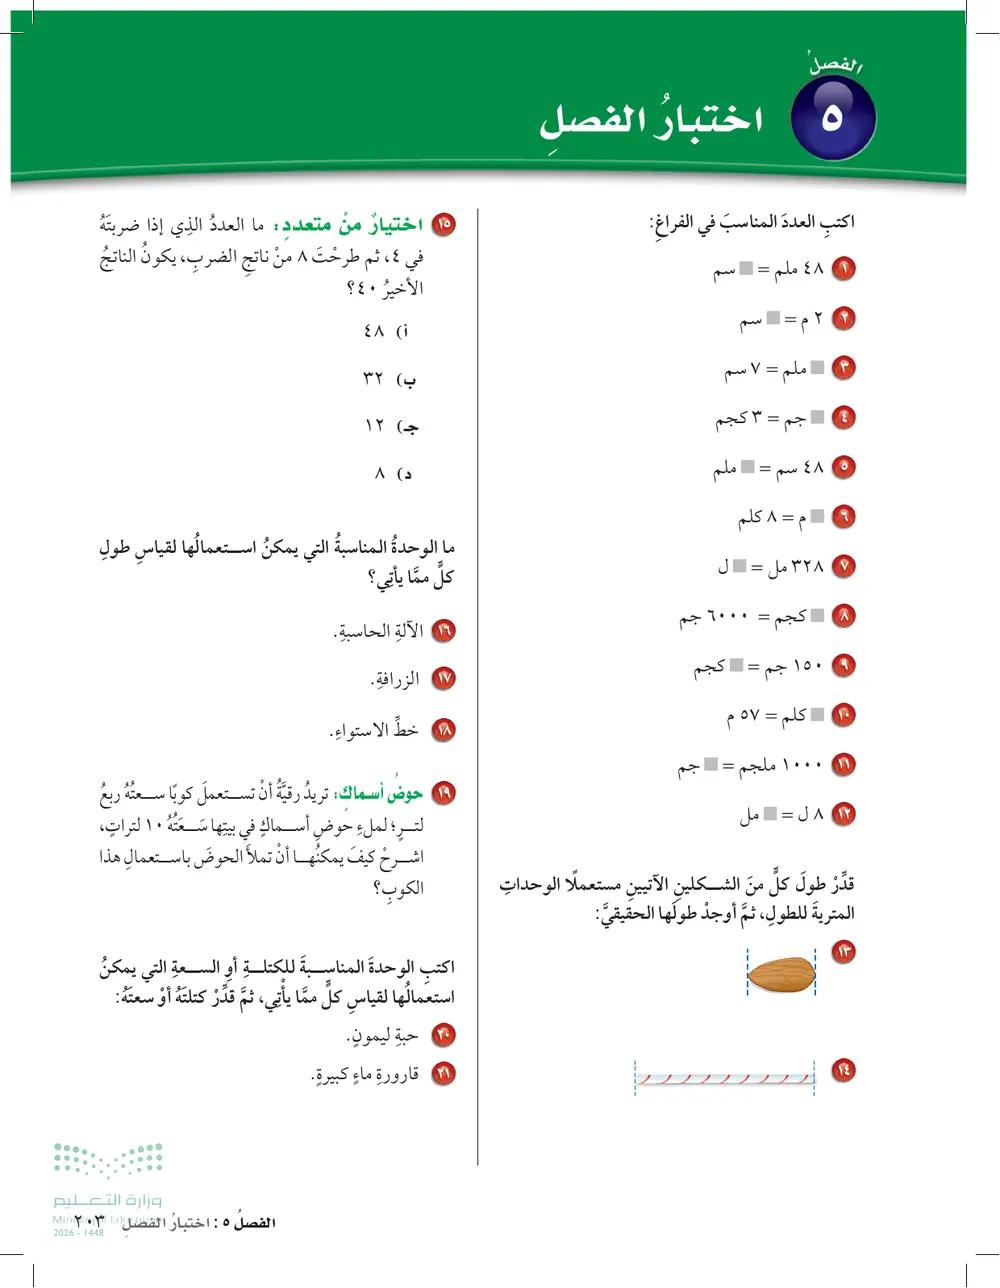 الفصلُ
٥
اختبارُ الفصلِ
اكتبِ العددَ المناسبَ في الفراغِ:
١ ٤٨ ملم = ■ سم
٢ ٢ م = ■ سم
٣ ■ ملم = ٧ سم
٤ ■ جم = ٣ كجم
٥ ٤٨ سم = ■ ملم
٦ ■ م = ٨ كلم
٧ ٣٢٨ مل = ■ ل
٨ ■ كجم = ٦٠٠٠ جم
٩ ١٥٠ جم = ■ كجم
١٠ ■ كلم = ٥٧ م
١١ ١٠٠٠ ملجم = ■ جم
١٢ ٨ ل = ■ مل
قدِّرْ طولَ كلٍّ منَ الشكلينِ الآتيينِ مستعملًا الوحداتِ
المتريةَ للطولِ، ثمَّ أوجدْ طولَها الحقيقيَّ:
١٣
١٤
١٥ اختيارٌ منْ متعددٍ: ما العددُ الذِي إذا ضربتَهُ
في ٤، ثم طرحْتَ ٨ منْ ناتجِ الضربِ، يكونُ الناتجُ
الأخيرُ ٤٠؟
أ) ٤٨
ب) ٣٢
جـ) ١٢
د) ٨
ما الوحدةُ المناسبةُ التي يمكنُ استعمالُها لقياسِ طولِ
كلٍّ ممَّا يأتِي؟
١٦ الآلةِ الحاسبةِ.
١٧ الزرافةِ.
١٨ خطِّ الاستواءِ.
١٩ حوضُ أسماكٍ: تريدُ رقيَّةُ أنْ تستعملَ كوبًا سعتُهُ ربعُ
لترٍ؛ لملءِ حوضِ أسماكٍ في بيتِها سَعَتُهُ ١٠ لتراتٍ،
اشرحْ كيفَ يمكنُها أنْ تملأَ الحوضَ باستعمالِ هذا
الكوبِ؟
اكتبِ الوحدةَ المناسبةَ للكتلةِ أوِ السعةِ التي يمكنُ
استعمالُها لقياسِ كلٍّ ممَّا يأْتِي، ثمَّ قدِّرْ كتلتَهُ أوْ سعتَهُ:
٢٠ حبةِ ليمونٍ.
٢١ قارورةِ ماءٍ كبيرةٍ.
وزارة التعليم
Ministry of Education
2026 - 1448
الفصلُ ٥ : اختبارُ الفصلِ ٢٠٣